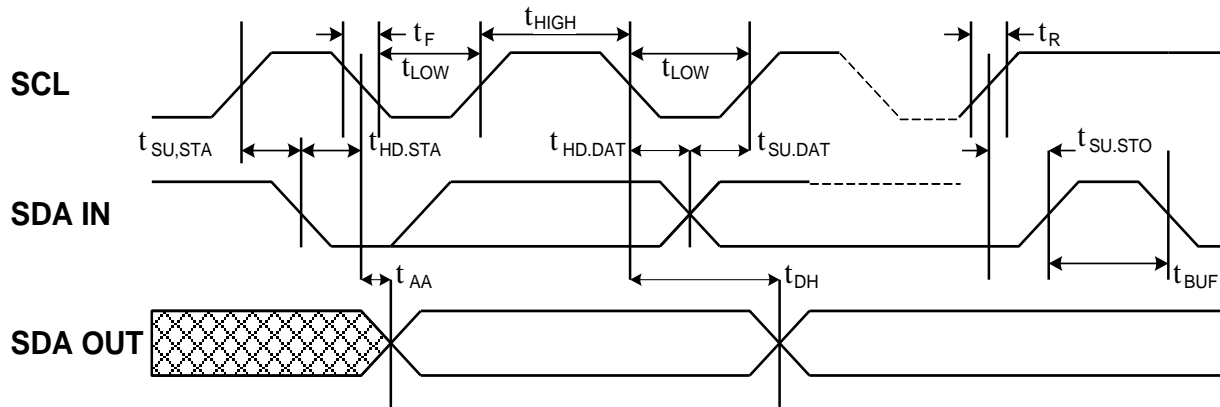 tHIGH
tF
tR
tLOW
tLOW
SCL
tSU,STA
tHD.STA
tHD.DAT
tSU.DAT
tSU.STO
SDA IN
tAA
tDH
tBUF
SDA OUT